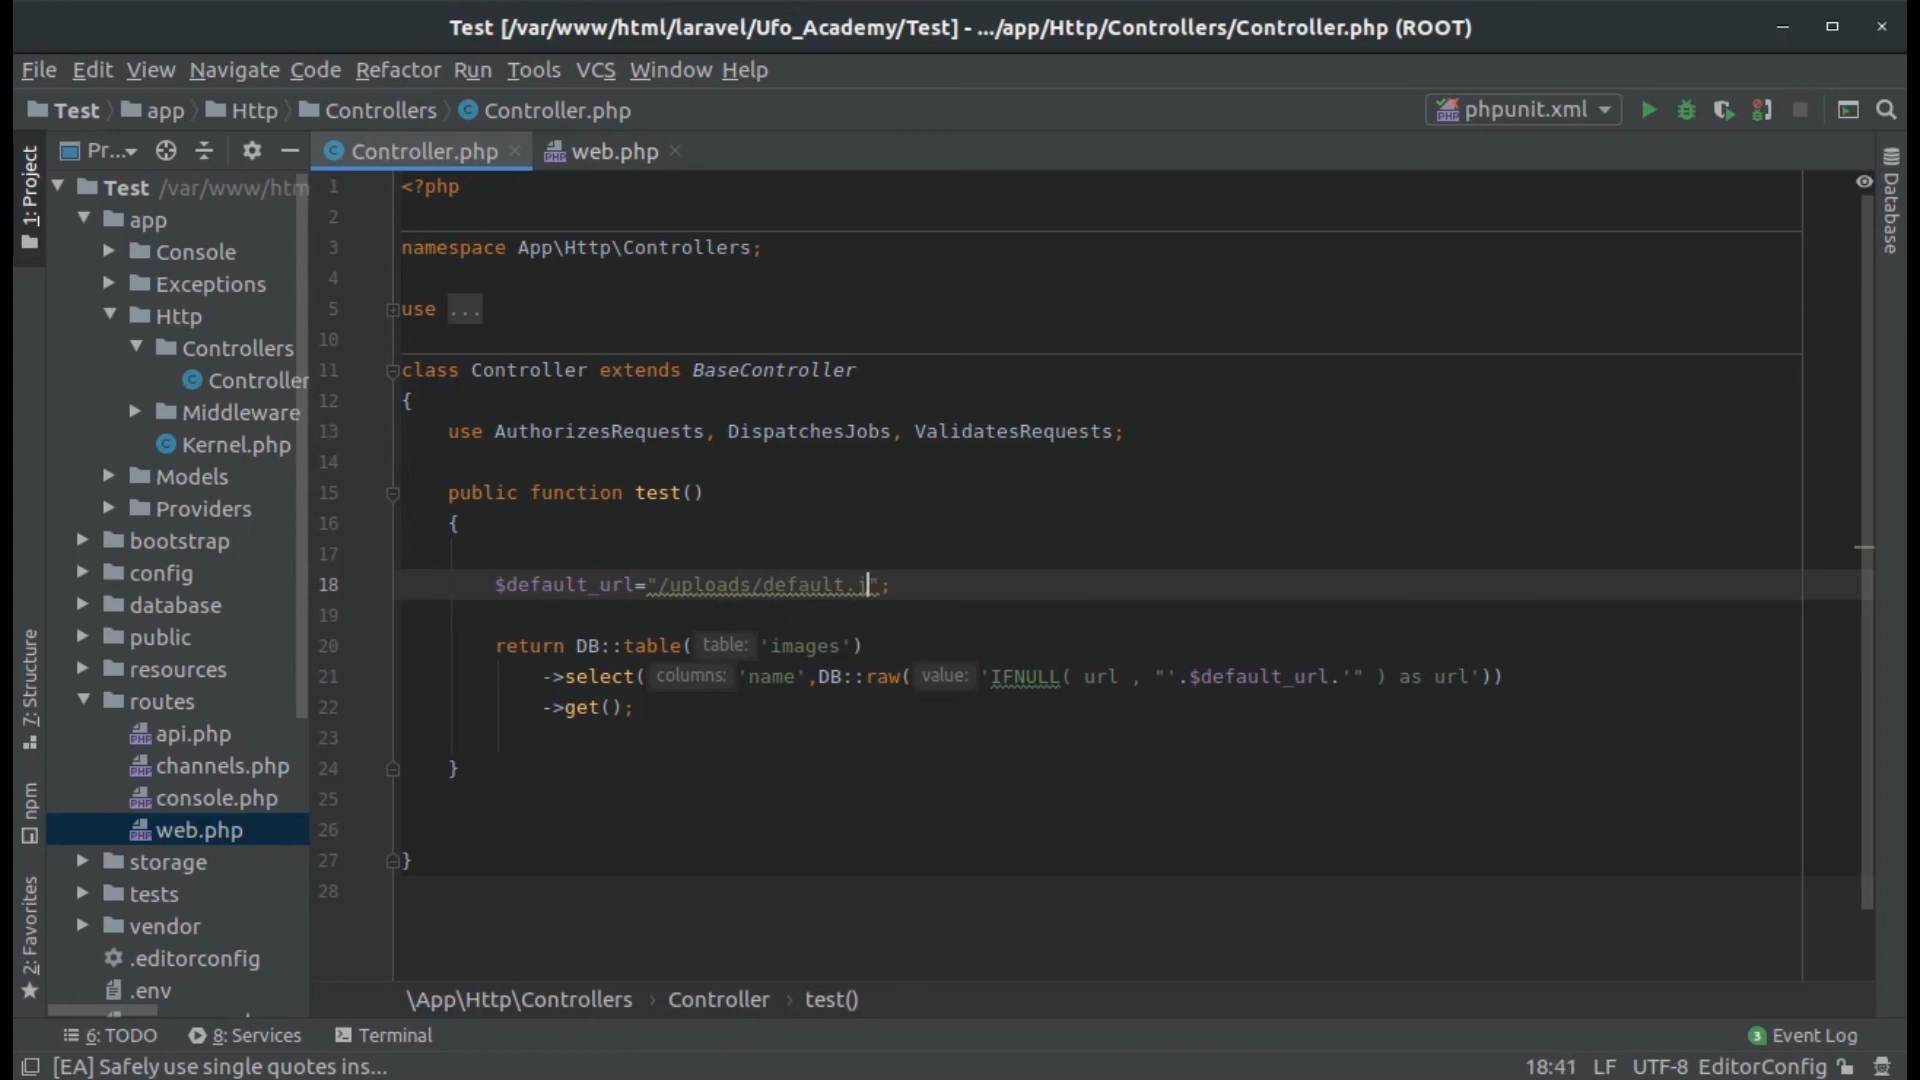 Test [/var/www/html/laravel/Ufo_Academy/Test] - .../app/Http/Controllers/Controller.php (ROOT)
File Edit View Navigate Code Refactor Run Tools VCS Window Help
Test app Http Controllers Controller.php phpunit.xml
1: Project
Pr...
Controller.php web.php
Test /var/www/htm
app
Console
Exceptions
Http
Controllers
Controller
Middleware
Kernel.php
Models
Providers
bootstrap
config
database
public
resources
routes
api.php
channels.php
console.php
web.php
storage
tests
vendor
.editorconfig
.env
7: Structure
npm
2: Favorites
1 <?php
2
3 namespace App\Http\Controllers;
4
5 use ...
10
11 class Controller extends BaseController
12 {
13 use AuthorizesRequests, DispatchesJobs, ValidatesRequests;
14
15 public function test()
16 {
17
18 $default_url="/uploads/default.j";
19
20 return DB::table( table: 'images')
21 ->select( columns: 'name',DB::raw( value: 'IFNULL( url , "'.$default_url.'" ) as url'))
22 ->get();
23
24 }
25
26
27 }
28
Database
\App\Http\Controllers › Controller › test()
6: TODO 8: Services Terminal 3 Event Log
[EA] Safely use single quotes ins... 18:41 LF UTF-8 EditorConfig